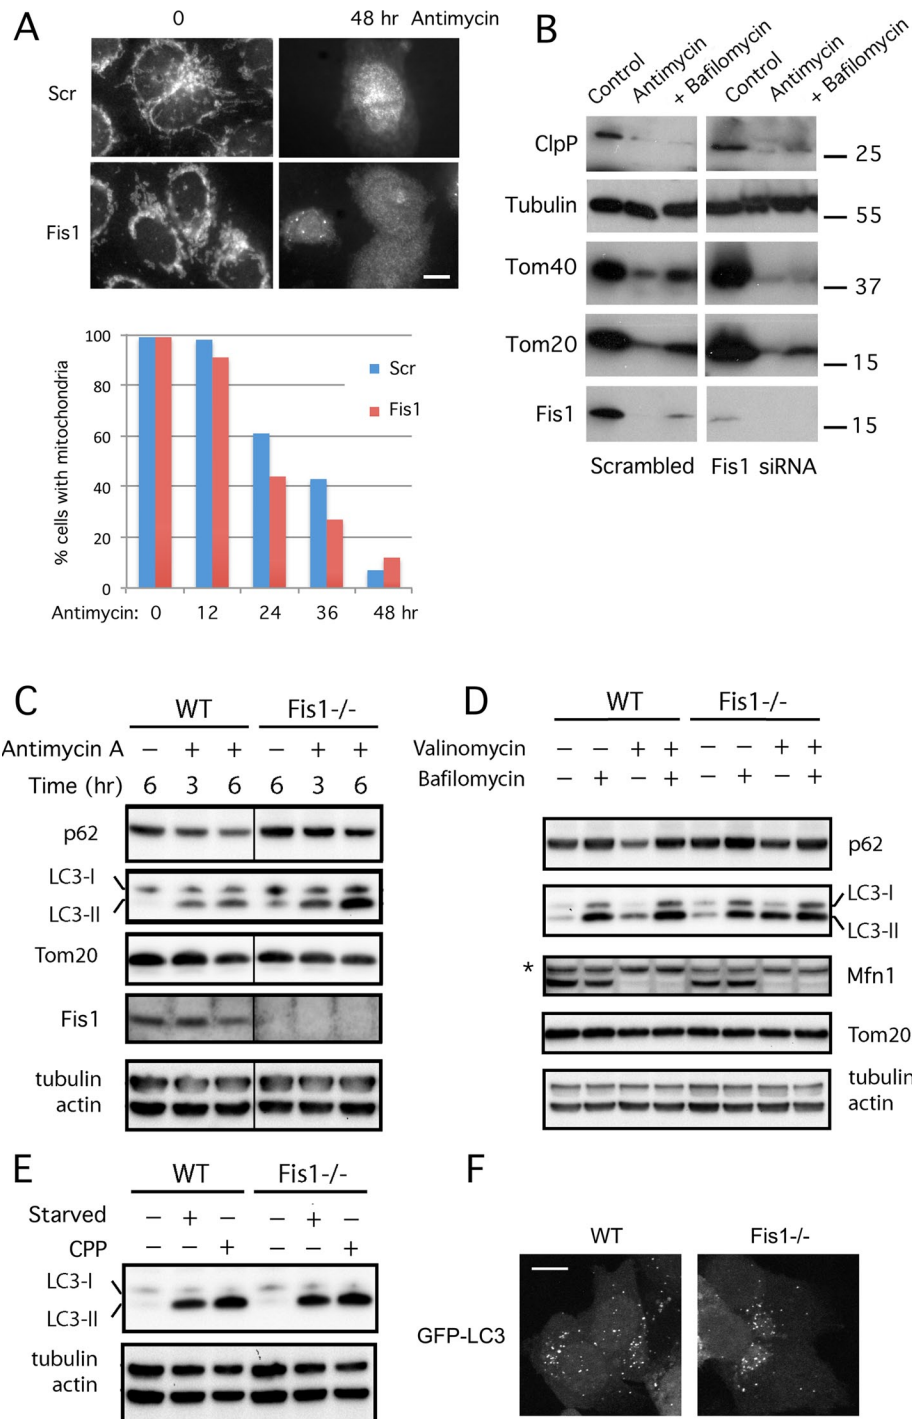 A
0 48 hr Antimycin
Scr
Fis1
100
80
60
40
20
0
% cells with mitochondria
Scr
Fis1
Antimycin: 0 12 24 36 48 hr
B
Control Antimycin + Bafilomycin Control Antimycin + Bafilomycin
ClpP 25
Tubulin 55
Tom40 37
Tom20 15
Fis1 15
Scrambled Fis1 siRNA
C
WT Fis1-/-
Antimycin A − + + − + +
Time (hr) 6 3 6 6 3 6
p62
LC3-I
LC3-II
Tom20
Fis1
tubulin
actin
D
WT Fis1-/-
Valinomycin − − + + − − + +
Bafilomycin − + − + − + − +
p62
LC3-I
LC3-II
* Mfn1
Tom20
tubulin
actin
E
WT Fis1-/-
Starved − + − − + −
CPP − − + − − +
LC3-I
LC3-II
tubulin
actin
F
WT Fis1-/-
GFP-LC3